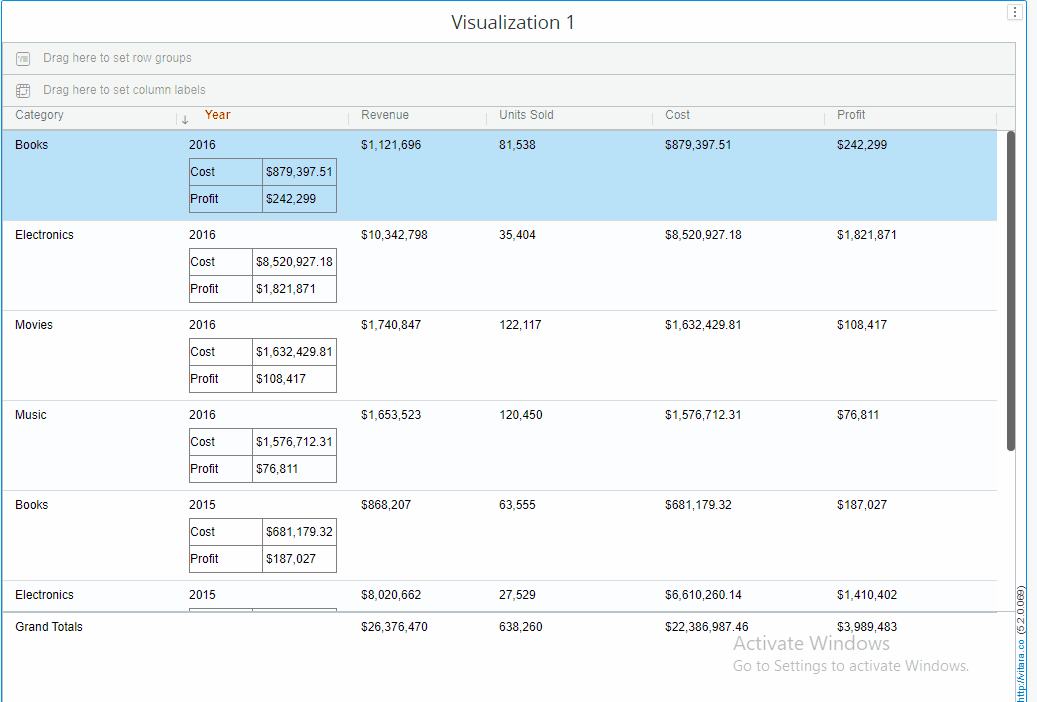 Visualization 1
Drag here to set row groups
Drag here to set column labels
Category ↓ Year Revenue Units Sold Cost Profit
Books 2016 $1,121,696 81,538 $879,397.51 $242,299
Cost $879,397.51
Profit $242,299
Electronics 2016 $10,342,798 35,404 $8,520,927.18 $1,821,871
Cost $8,520,927.18
Profit $1,821,871
Movies 2016 $1,740,847 122,117 $1,632,429.81 $108,417
Cost $1,632,429.81
Profit $108,417
Music 2016 $1,653,523 120,450 $1,576,712.31 $76,811
Cost $1,576,712.31
Profit $76,811
Books 2015 $868,207 63,555 $681,179.32 $187,027
Cost $681,179.32
Profit $187,027
Electronics 2015 $8,020,662 27,529 $6,610,260.14 $1,410,402
Grand Totals $26,376,470 638,260 $22,386,987.46 $3,989,483
Activate Windows
Go to Settings to activate Windows.
http://vitara.co (5.2.0.069)